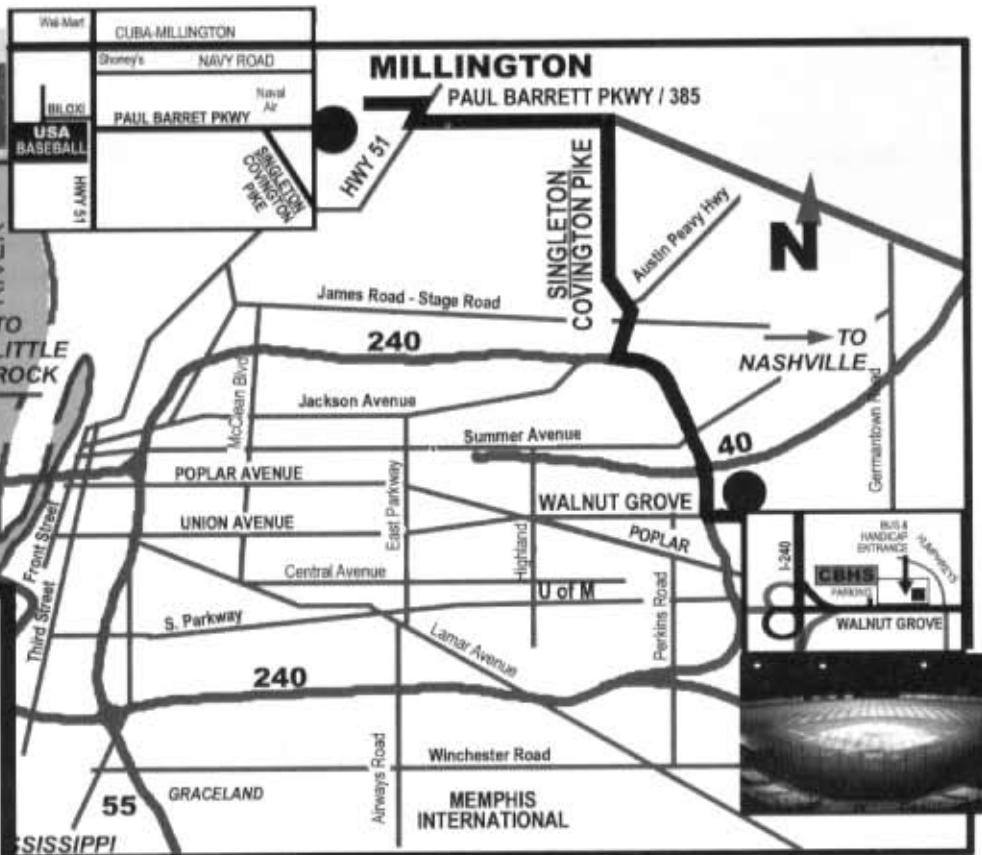 Wal-Mart
CUBA-MILLINGTON
Shoney's
NAVY ROAD
Naval
Air
BILOXI
PAUL BARRET PKWY
USA
BASEBALL
HWY 51
SINGLETON
COVINGTON
PIKE
MILLINGTON
PAUL BARRETT PKWY / 385
HWY 51
SINGLETON
COVINGTON PIKE
Austin Peavy Hwy
N
James Road - Stage Road
TO
LITTLE
ROCK
240
TO
NASHVILLE
McClean Blvd
Jackson Avenue
Germantown Road
Summer Avenue
40
POPLAR AVENUE
East Parkway
WALNUT GROVE
UNION AVENUE
Highland
POPLAR
Front Street
Third Street
Central Avenue
U of M
S. Parkway
Lamar Avenue
Perkins Road
I-240
BUS &
HANDICAP
ENTRANCE
HUMPHREYS
CBHS
PARKING
WALNUT GROVE
240
Winchester Road
Airways Road
55
GRACELAND
MEMPHIS
INTERNATIONAL
SSISSIPPI